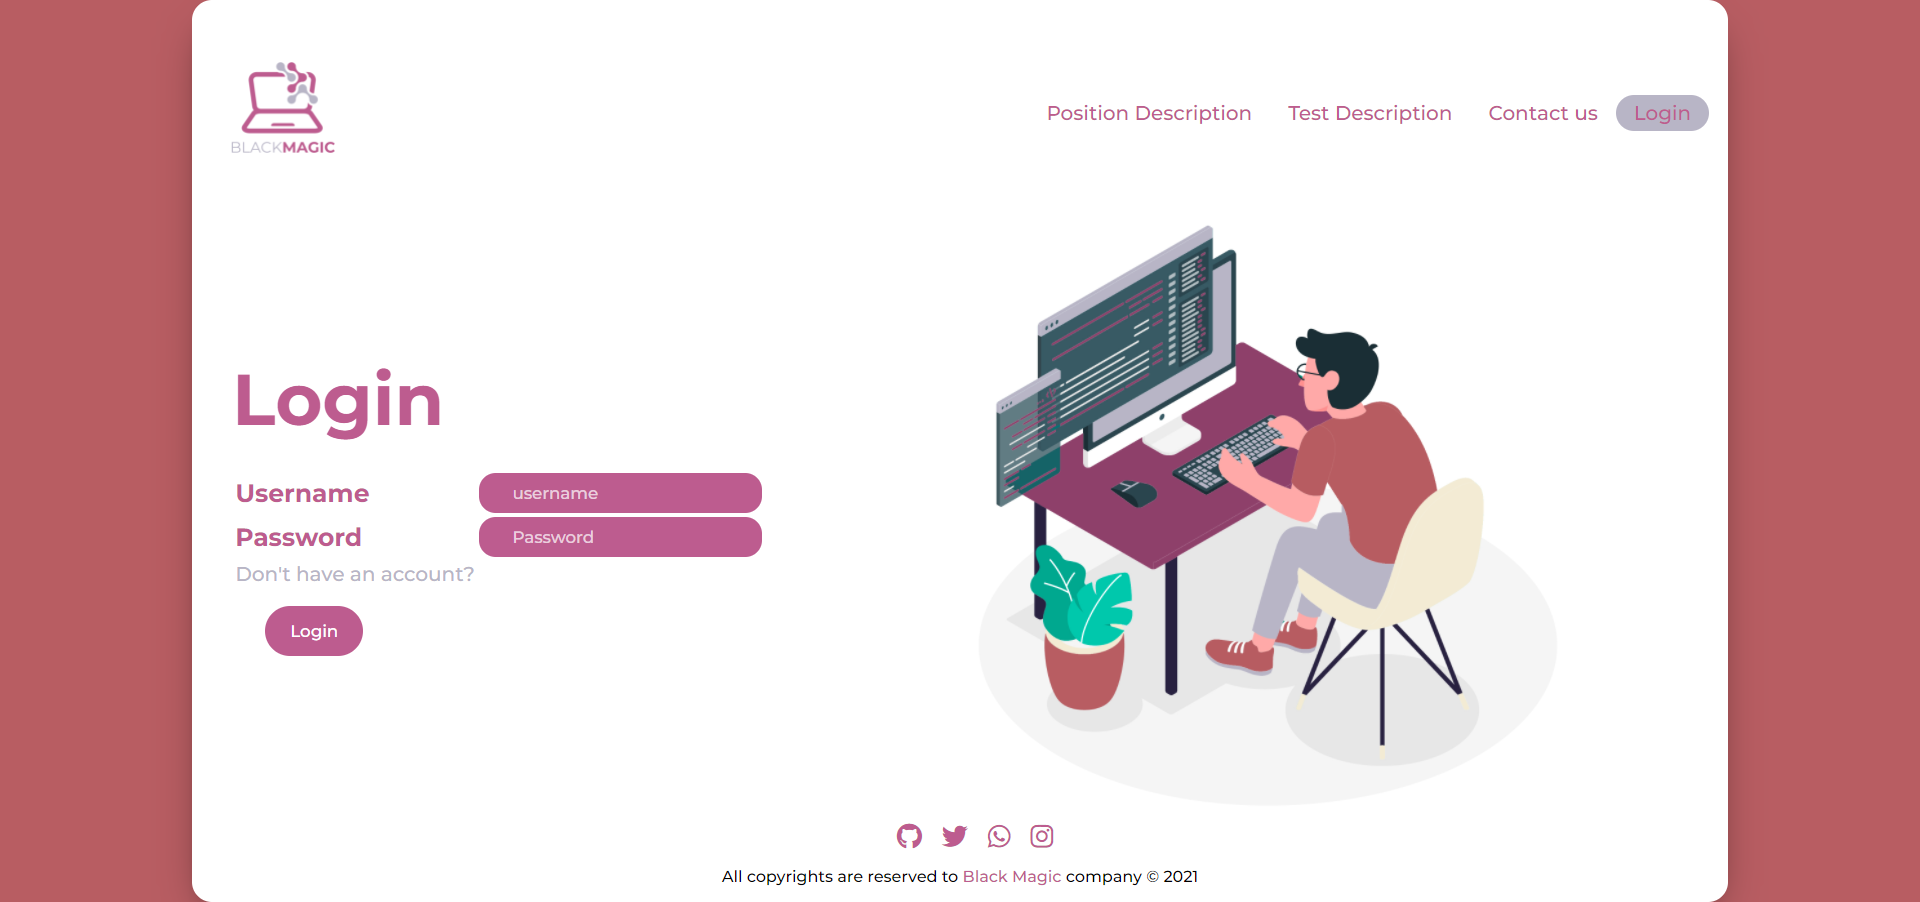 BLACKMAGIC
Position Description Test Description Contact us Login
Login
Username username
Password Password
Don't have an account?
Login
All copyrights are reserved to Black Magic company © 2021